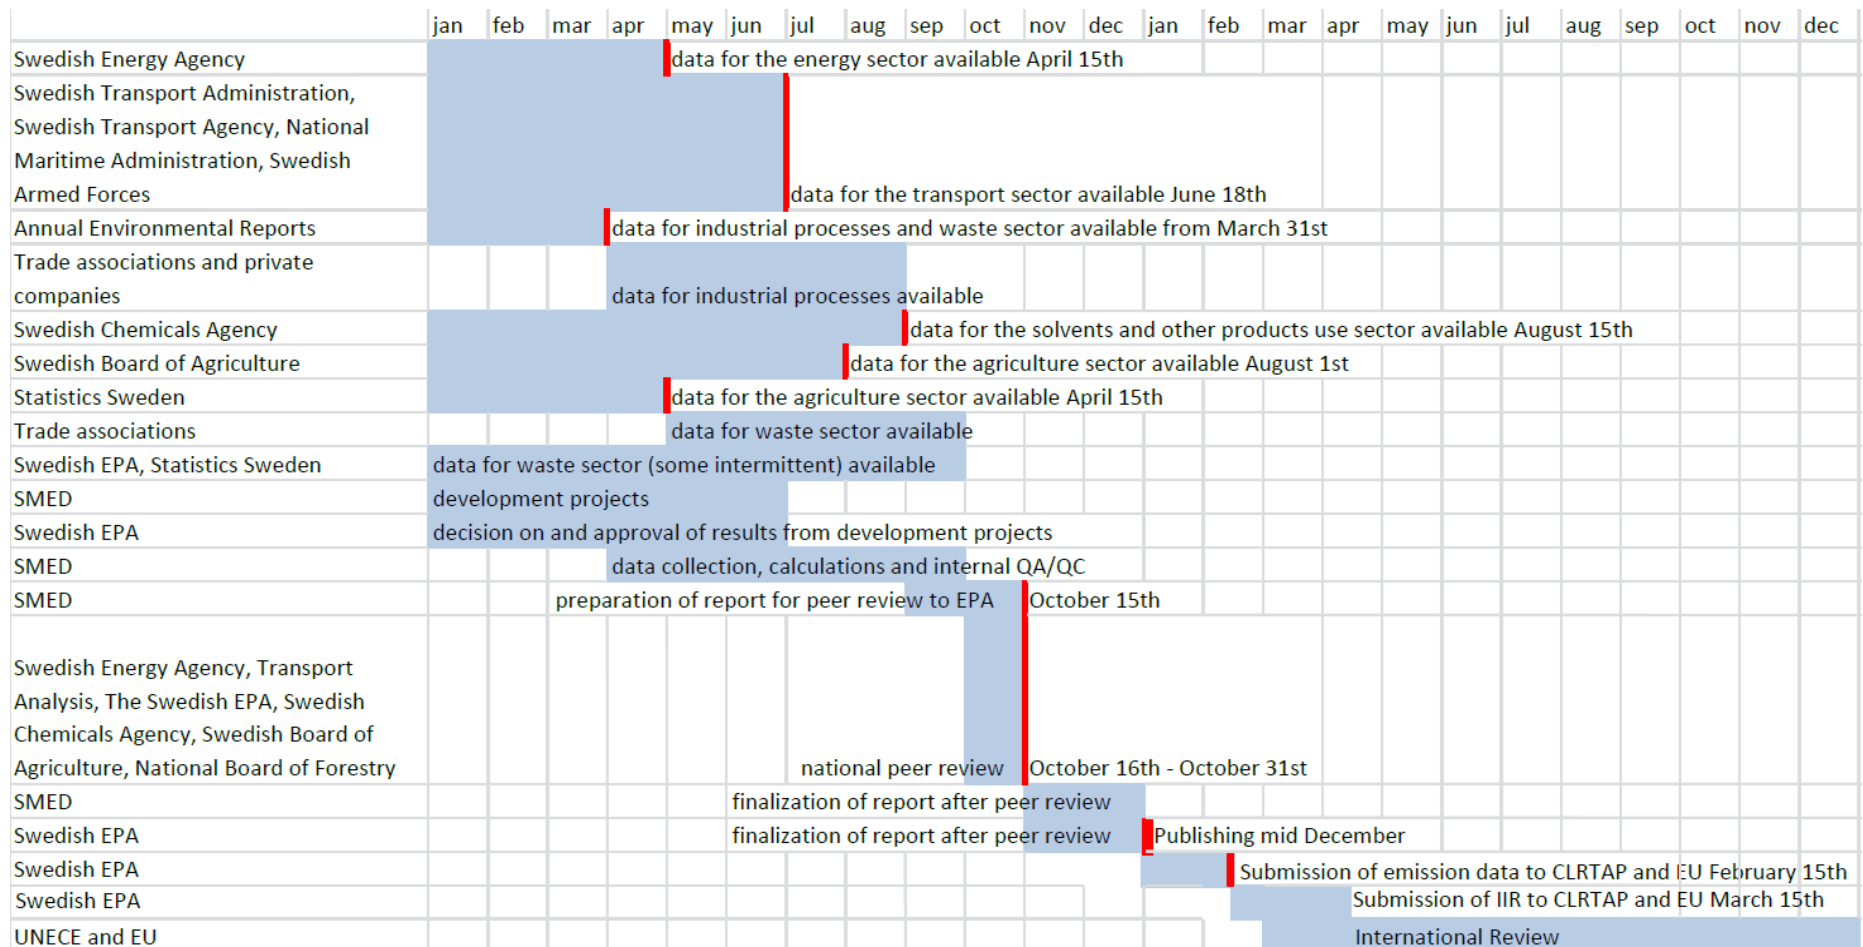 jan feb mar apr may jun jul aug sep oct nov dec jan feb mar apr may jun jul aug sep oct nov dec
Swedish Energy Agency data for the energy sector available April 15th
Swedish Transport Administration,
Swedish Transport Agency, National
Maritime Administration, Swedish
Armed Forces data for the transport sector available June 18th
Annual Environmental Reports data for industrial processes and waste sector available from March 31st
Trade associations and private
companies data for industrial processes available
Swedish Chemicals Agency data for the solvents and other products use sector available August 15th
Swedish Board of Agriculture data for the agriculture sector available August 1st
Statistics Sweden data for the agriculture sector available April 15th
Trade associations data for waste sector available
Swedish EPA, Statistics Sweden data for waste sector (some intermittent) available
SMED development projects
Swedish EPA decision on and approval of results from development projects
SMED data collection, calculations and internal QA/QC
SMED preparation of report for peer review to EPA October 15th
Swedish Energy Agency, Transport
Analysis, The Swedish EPA, Swedish
Chemicals Agency, Swedish Board of
Agriculture, National Board of Forestry national peer review October 16th - October 31st
SMED finalization of report after peer review
Swedish EPA finalization of report after peer review Publishing mid December
Swedish EPA Submission of emission data to CLRTAP and EU February 15th
Swedish EPA Submission of IIR to CLRTAP and EU March 15th
UNECE and EU International Review